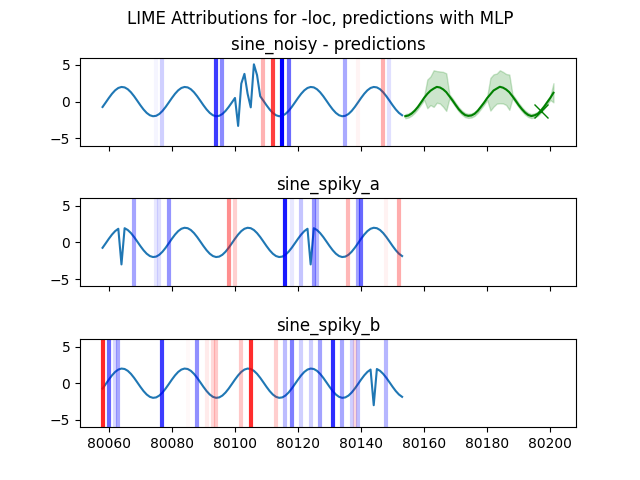 LIME Attributions for -loc, predictions with MLP
sine_noisy - predictions
5
0
−5
sine_spiky_a
5
0
−5
sine_spiky_b
5
0
−5
80060 80080 80100 80120 80140 80160 80180 80200